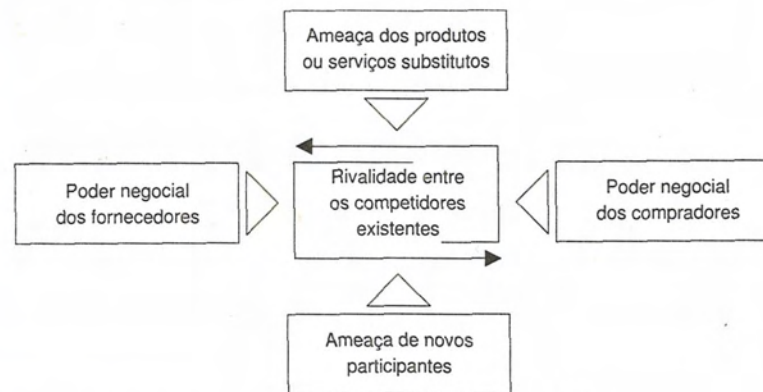 Ameaça dos produtos
ou serviços substitutos
Poder negocial
dos fornecedores
Rivalidade entre
os competidores
existentes
Poder negocial
dos compradores
Ameaça de novos
participantes